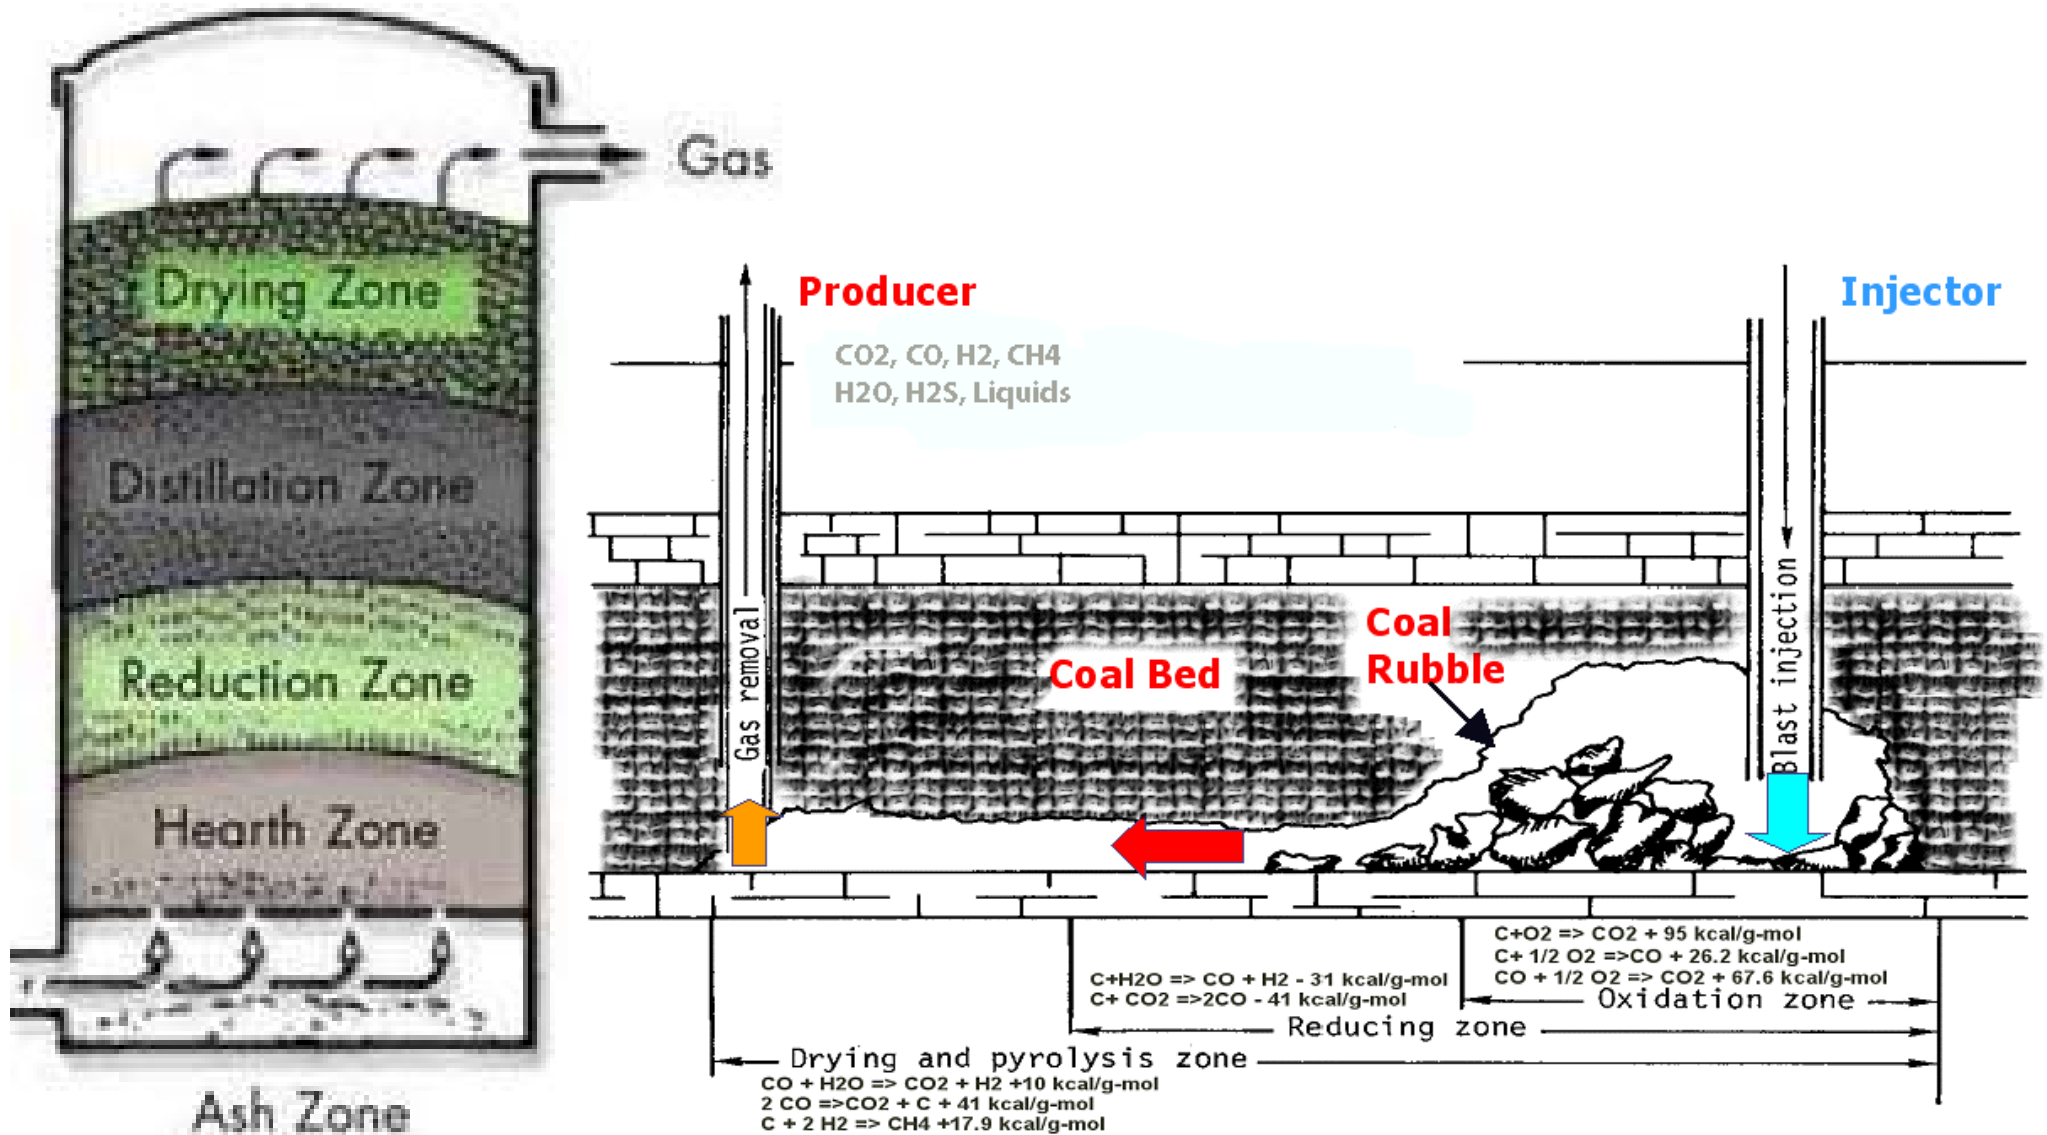 Gas
Drying Zone
Distillation Zone
Reduction Zone
Hearth Zone
Ash Zone
Producer
CO2, CO, H2, CH4
H2O, H2S, Liquids
Injector
Gas removal
Coal Bed
Coal
Rubble
Blast injection
C+O2 => CO2 + 95 kcal/g-mol
C+ 1/2 O2 =>CO + 26.2 kcal/g-mol
CO + 1/2 O2 => CO2 + 67.6 kcal/g-mol
Oxidation zone
C+H2O => CO + H2 - 31 kcal/g-mol
C+ CO2 =>2CO - 41 kcal/g-mol
Reducing zone
Drying and pyrolysis zone
CO + H2O => CO2 + H2 +10 kcal/g-mol
2 CO =>CO2 + C + 41 kcal/g-mol
C + 2 H2 => CH4 +17.9 kcal/g-mol